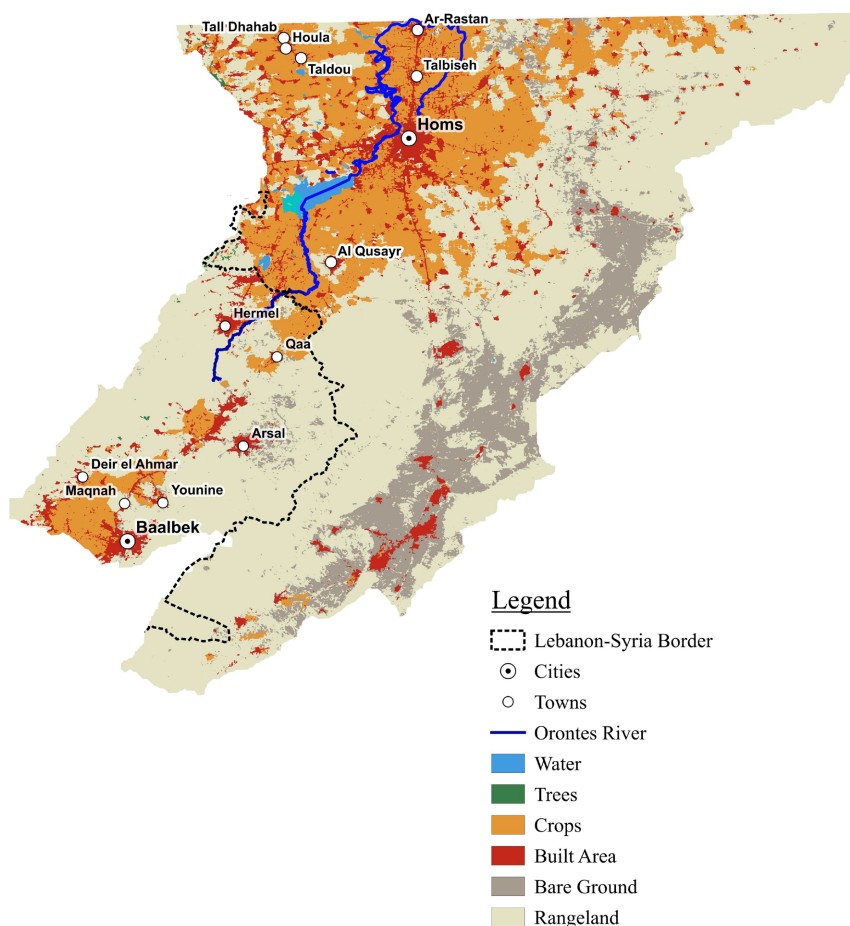 Tall Dhahab
Ar-Rastan
Houla
Taldou
Talbiseh
Homs
Al Qusayr
Hermel
Qaa
Arsal
Deir el Ahmar
Maqnah
Younine
Baalbek
Legend
Lebanon-Syria Border
Cities
Towns
Orontes River
Water
Trees
Crops
Built Area
Bare Ground
Rangeland